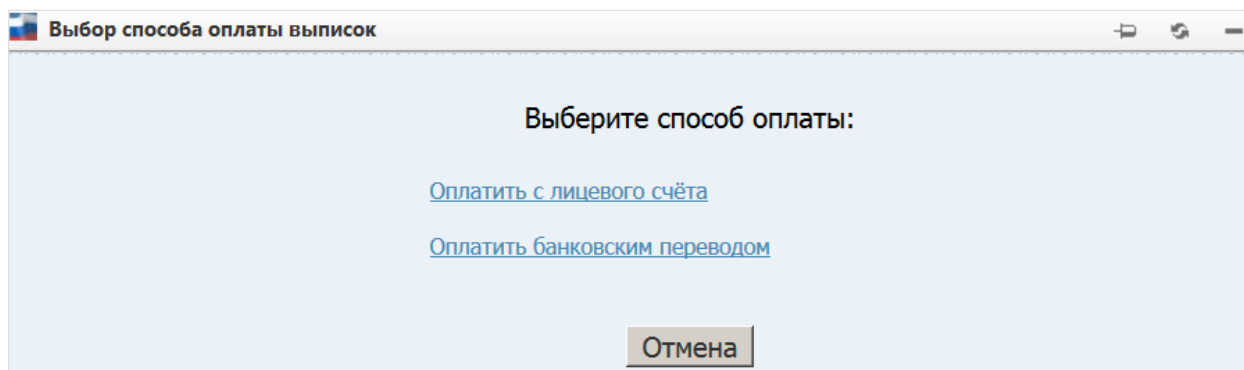 Выбор способа оплаты выписок
Выберите способ оплаты:
Оплатить с лицевого счёта
Оплатить банковским переводом
Отмена